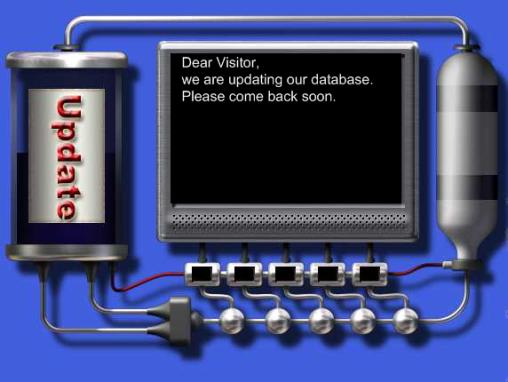 Dear Visitor,
we are updating our database.
Please come back soon.
Update